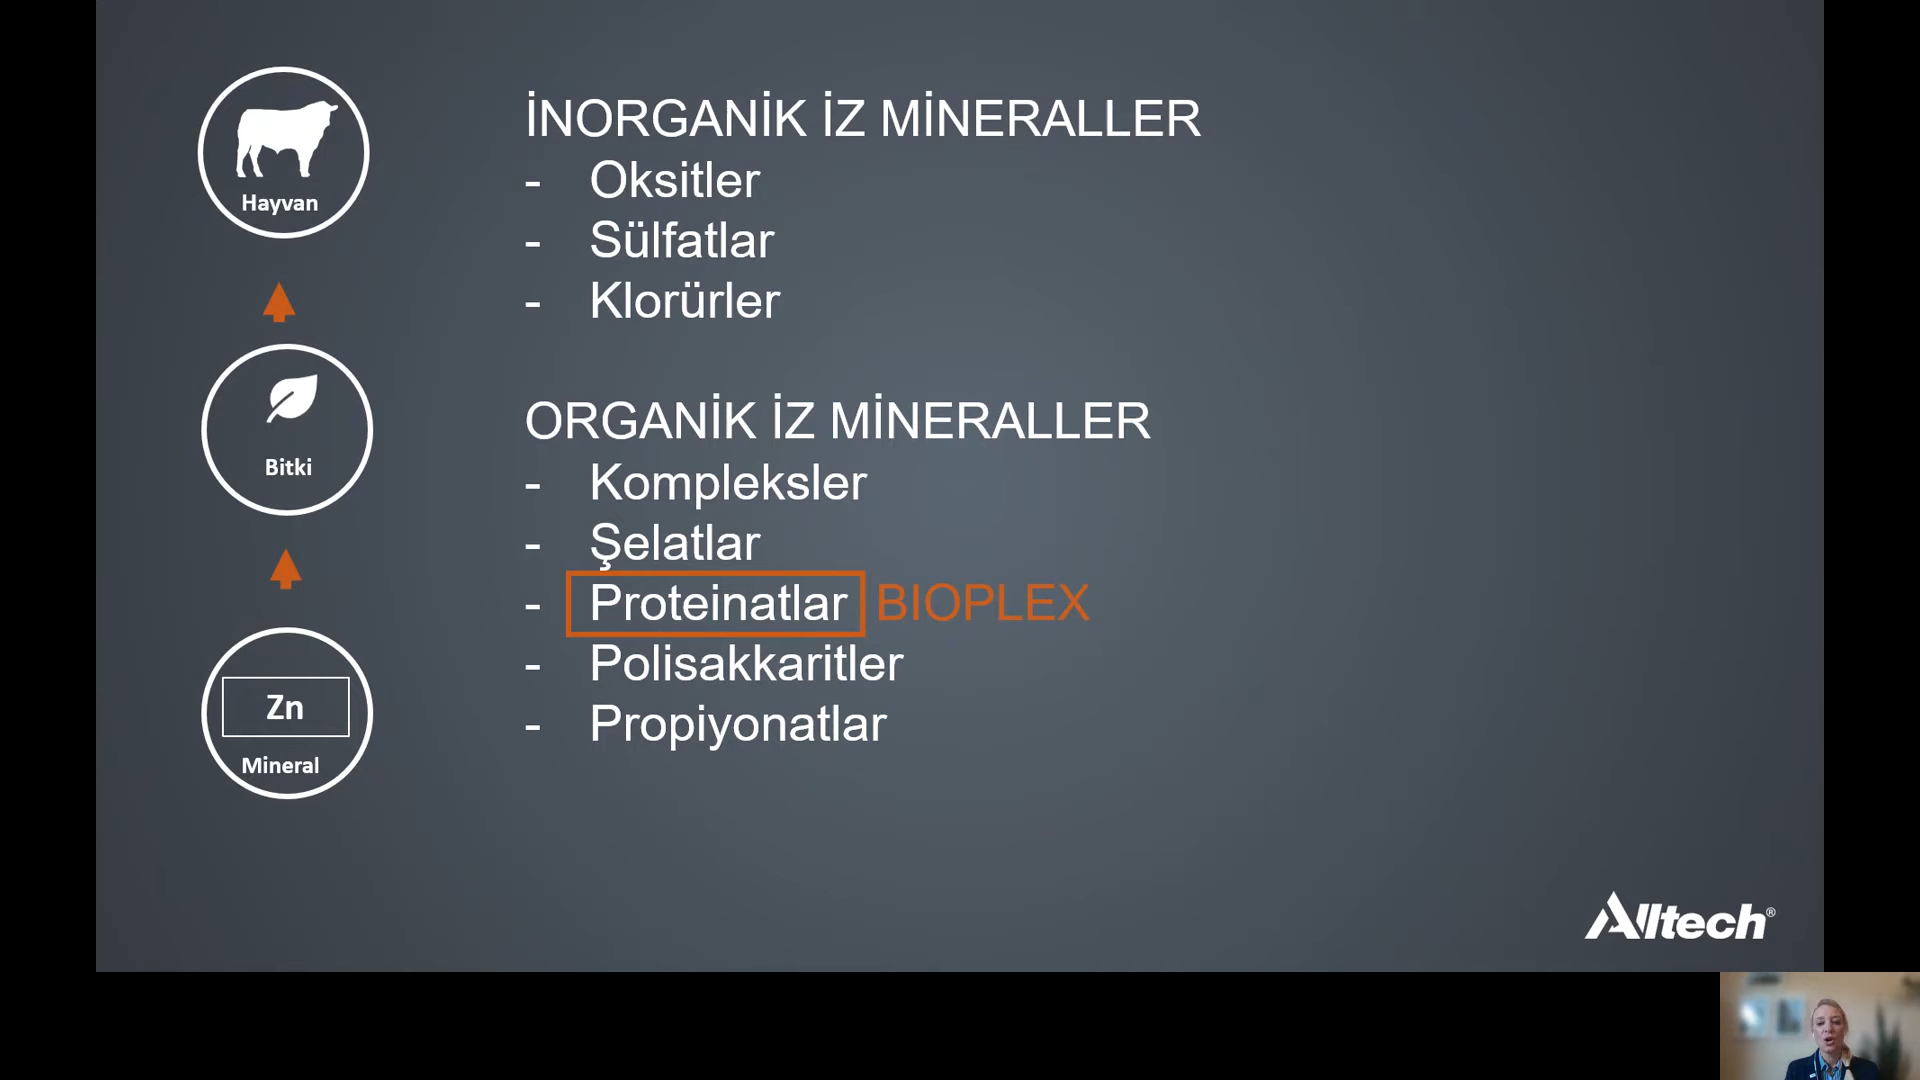 Hayvan
Bitki
Zn
Mineral
İNORGANİK İZ MİNERALLER
- Oksitler
- Sülfatlar
- Klorürler
ORGANİK İZ MİNERALLER
- Kompleksler
- Şelatlar
- Proteinatlar BIOPLEX
- Polisakkaritler
- Propiyonatlar
Alltech®